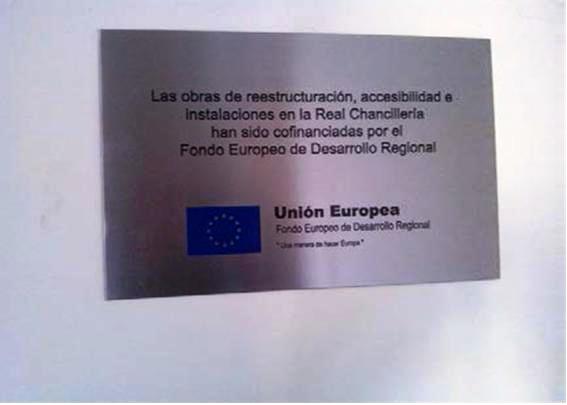 Las obras de reestructuración, accesibilidad e
instalaciones en la Real Chancillería
han sido cofinanciadas por el
Fondo Europeo de Desarrollo Regional
Unión Europea
Fondo Europeo de Desarrollo Regional
"Una manera de hacer Europa"